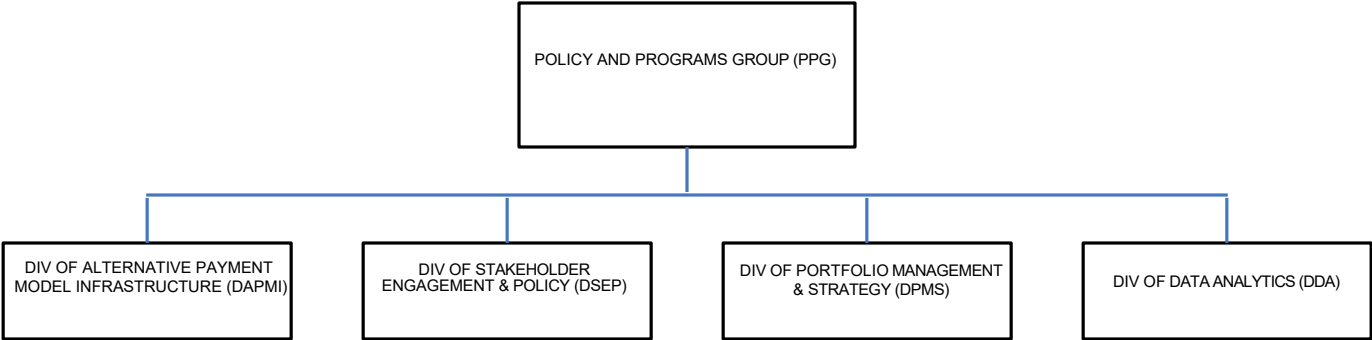 POLICY AND PROGRAMS GROUP (PPG)
DIV OF ALTERNATIVE PAYMENT
MODEL INFRASTRUCTURE (DAPMI)
DIV OF STAKEHOLDER
ENGAGEMENT & POLICY (DSEP)
DIV OF PORTFOLIO MANAGEMENT
& STRATEGY (DPMS)
DIV OF DATA ANALYTICS (DDA)